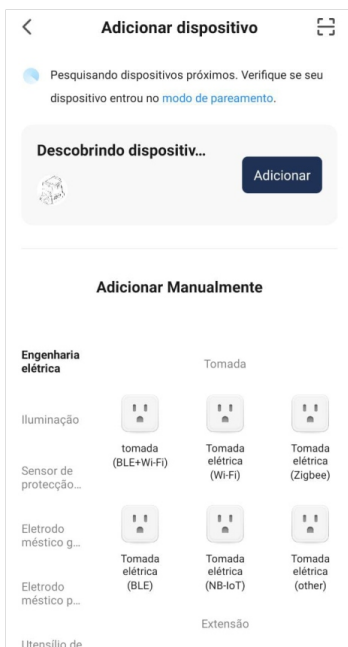 Adicionar dispositivo
Pesquisando dispositivos próximos. Verifique se seu
dispositivo entrou no modo de pareamento.
Descobrindo dispositiv...
Adicionar
Adicionar Manualmente
Engenharia
elétrica
Iluminação
Sensor de
protecção...
Eletrodo
méstico g...
Eletrodo
méstico p...
Utensílio de
Tomada
tomada
(BLE+Wi-Fi)
Tomada
elétrica
(Wi-Fi)
Tomada
elétrica
(Zigbee)
Tomada
elétrica
(BLE)
Tomada
elétrica
(NB-IoT)
Tomada
elétrica
(other)
Extensão